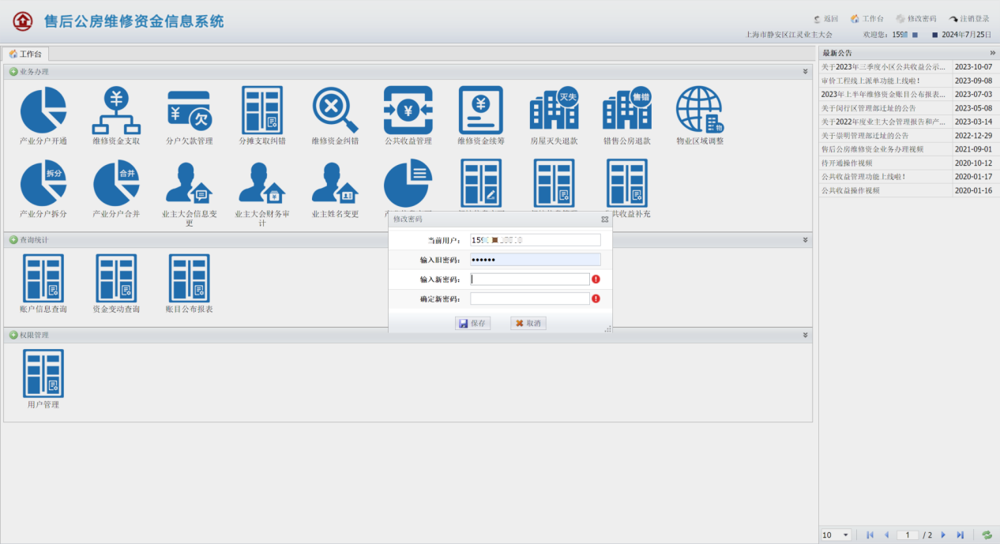 售后公房维修资金信息系统
返回 工作台 修改密码 注销登录
上海市静安区江灵业主大会 欢迎您: 159 2024年7月25日
工作台
业务办理
产业分户开通 维修资金支取 分户欠款管理 分摊支取纠错 维修资金纠错 公共收益管理 维修资金续筹 房屋灭失退款 错售公房退款 物业区域调整
欠 灭失 售错 物
拆分 合并
产业分户拆分 产业分户合并 业主大会信息变更 业主大会财务审计 业主姓名变更 共收益补充
查询统计
账户信息查询 资金变动查询 账目公布报表
权限管理
用户管理
修改密码
当前用户: 159
输入旧密码: ••••••
输入新密码:
确定新密码:
保存 取消
最新公告
关于2023年三季度小区公共收益公示... 2023-10-07
审价工程线上派单功能上线啦! 2023-09-08
2023年上半年维修资金账目公布报表... 2023-07-03
关于闵行区管理部迁址的公告 2023-05-08
关于2022年度业主大会管理报告和产... 2023-03-14
关于崇明管理部迁址的公告 2022-12-29
售后公房维修资金业务办理视频 2021-09-01
待开通操作视频 2020-10-12
公共收益管理功能上线啦! 2020-01-17
公共收益操作视频 2020-01-16
10 1 / 2